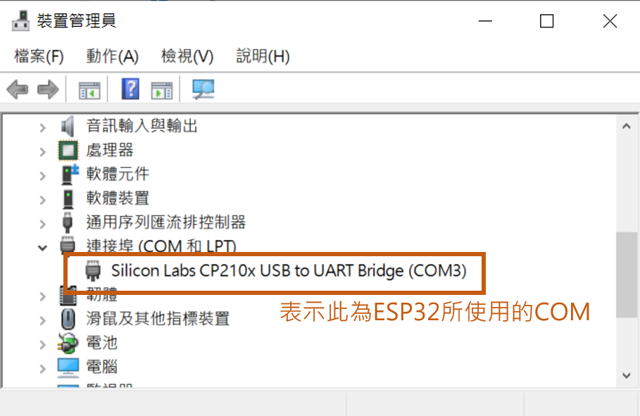 裝置管理員
檔案(F) 動作(A) 檢視(V) 說明(H)
音訊輸入與輸出
處理器
軟體元件
軟體裝置
通用序列匯流排控制器
連接埠 (COM 和 LPT)
Silicon Labs CP210x USB to UART Bridge (COM3)
韌體
表示此為ESP32所使用的COM
滑鼠及其他指標裝置
電池
電腦
監視器